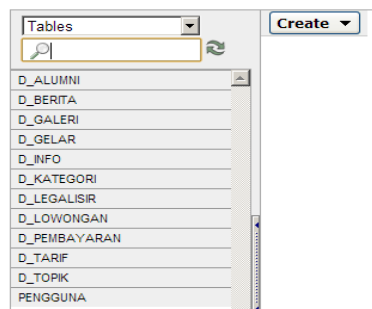 Tables
Create
D_ALUMNI
D_BERITA
D_GALERI
D_GELAR
D_INFO
D_KATEGORI
D_LEGALISIR
D_LOWONGAN
D_PEMBAYARAN
D_TARIF
D_TOPIK
PENGGUNA